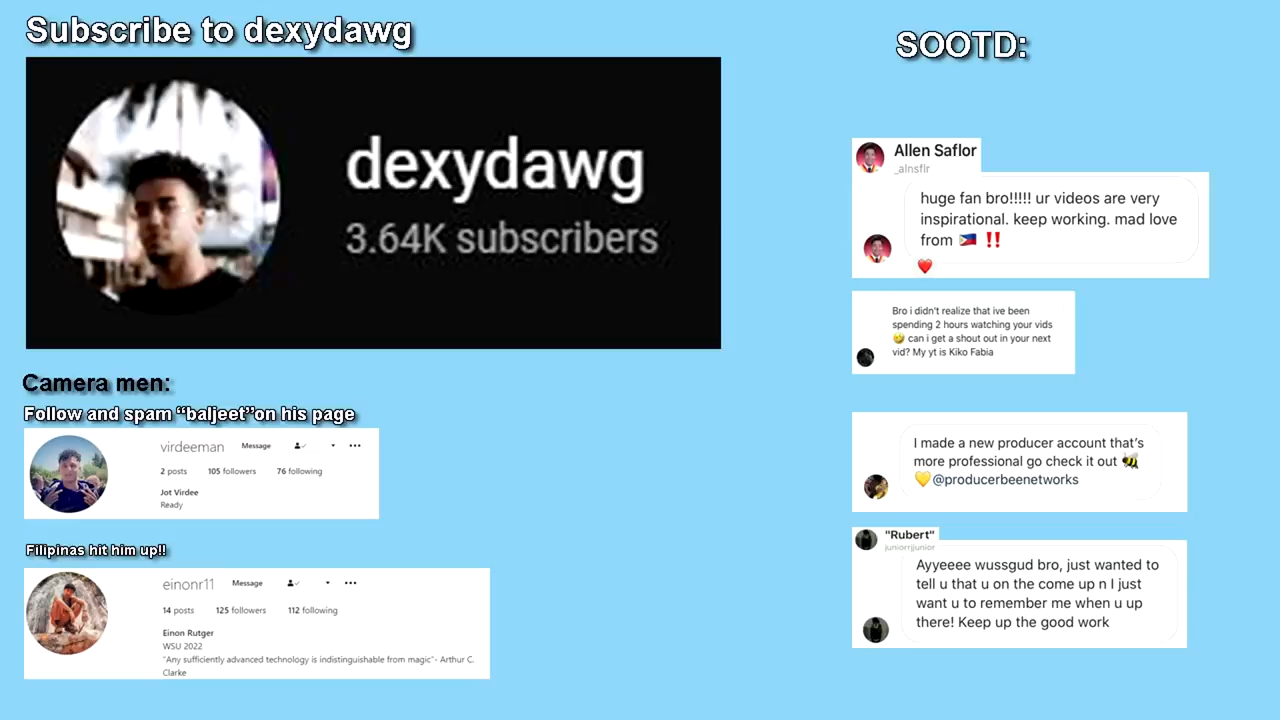 Subscribe to dexydawg
dexydawg
3.64K subscribers
Camera men:
Follow and spam “baljeet”on his page
virdeeman Message
2 posts 105 followers 76 following
Jot Virdee
Ready
Filipinas hit him up!!
einonr11 Message
14 posts 125 followers 112 following
Einon Rutger
WSU 2022
"Any sufficiently advanced technology is indistinguishable from magic"- Arthur C.
Clarke
SOOTD:
Allen Saflor
_alnsflr
huge fan bro!!!!! ur videos are very
inspirational. keep working. mad love
from 🇵🇭 ‼️
❤️
Bro i didn't realize that ive been
spending 2 hours watching your vids
🤣 can i get a shout out in your next
vid? My yt is Kiko Fabia
I made a new producer account that's
more professional go check it out 🐝
💛@producerbeenetworks
"Rubert"
juniorrjjunior
Ayyeeee wussgud bro, just wanted to
tell u that u on the come up n I just
want u to remember me when u up
there! Keep up the good work